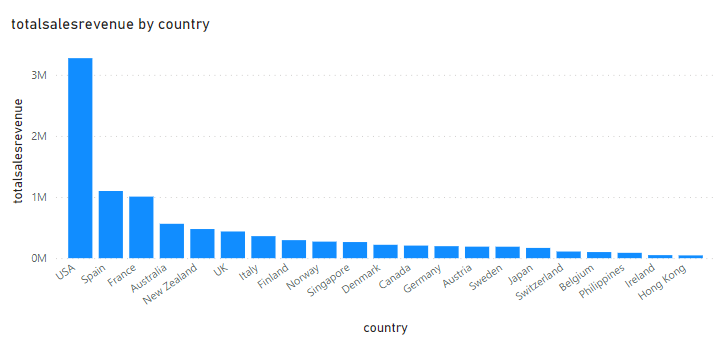 totalsalesrevenue by country
totalsalesrevenue
3M
2M
1M
0M
USA
Spain
France
Australia
New Zealand
UK
Italy
Finland
Norway
Singapore
Denmark
Canada
Germany
Austria
Sweden
Japan
Switzerland
Belgium
Philippines
Ireland
Hong Kong
country